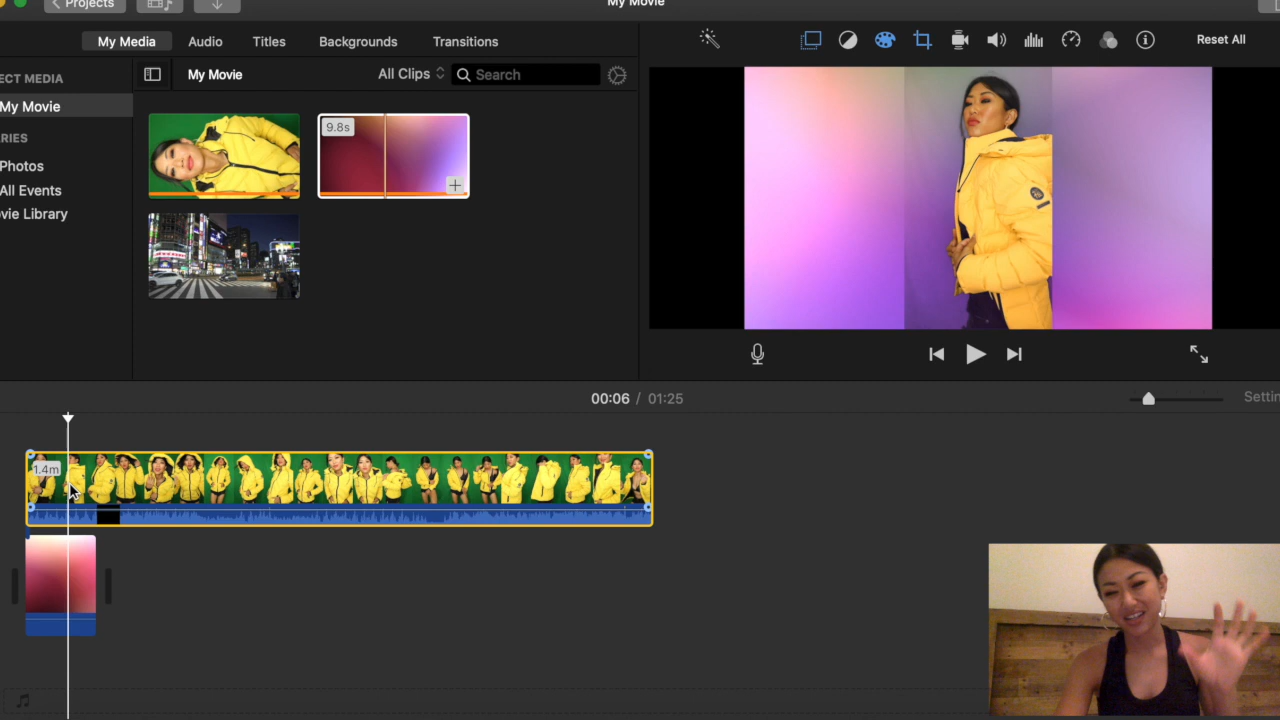 My Movie
Projects
My Media Audio Titles Backgrounds Transitions
Reset All
ECT MEDIA
My Movie
All Clips
Search
My Movie
9.8s
RIES
Photos
All Events
vie Library
00:06 / 01:25
Settin
1.4m